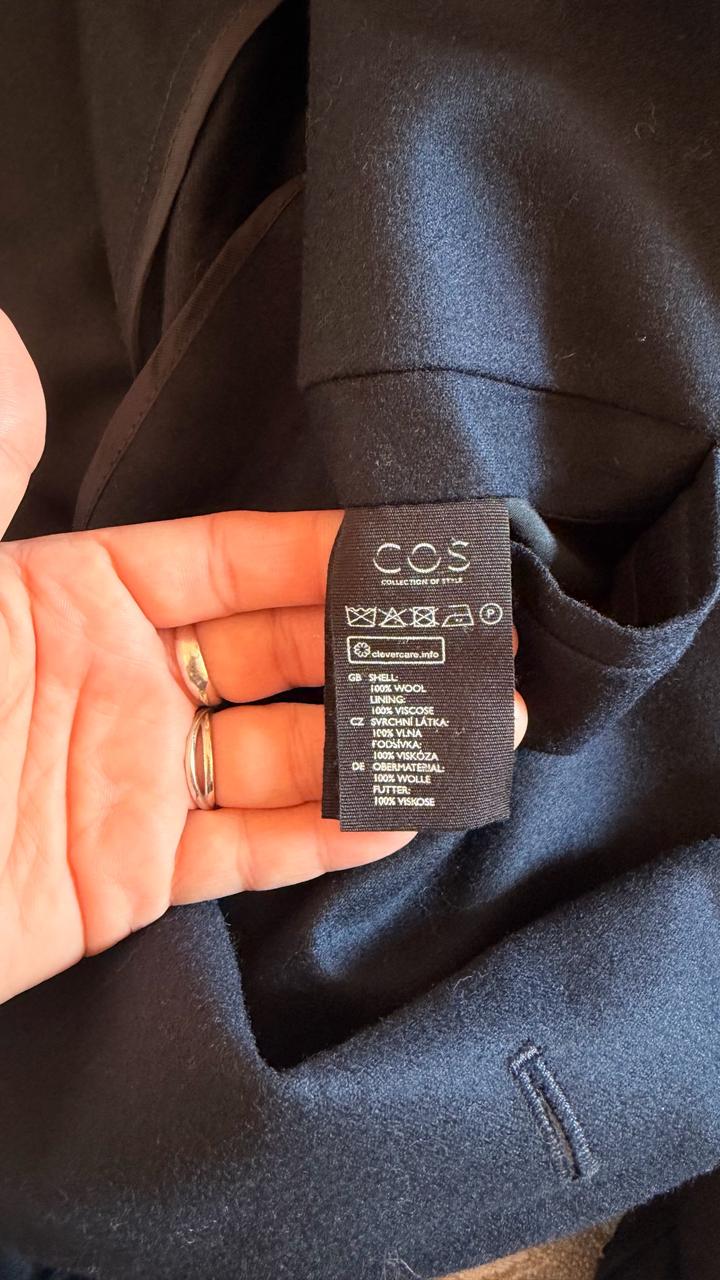 COS
COLLECTION OF STYLE
P
clevercare.info
GB SHELL:
100% WOOL
LINING:
100% VISCOSE
CZ SVRCHNÍ LÁTKA:
100% VLNA
PODŠÍVKA:
100% VISKÓZA
DE OBERMATERIAL:
100% WOLLE
FUTTER:
100% VISKOSE